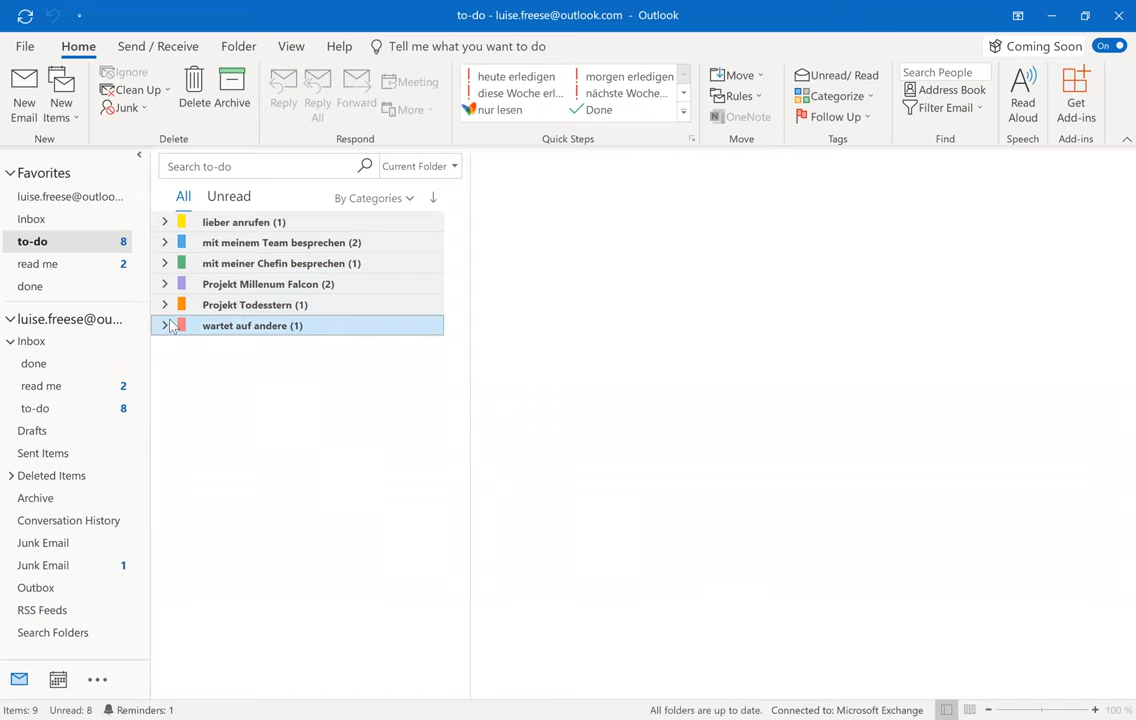 to-do - luise.freese@outlook.com - Outlook
File Home Send / Receive Folder View Help Tell me what you want to do Coming Soon On
New Email
New Items
New
Ignore
Clean Up
Junk
Delete
Archive
Delete
Reply
Reply All
Forward
Meeting
More
Respond
heute erledigen
morgen erledigen
diese Woche erl...
nächste Woche...
nur lesen
Done
Quick Steps
Move
Rules
OneNote
Move
Unread/ Read
Categorize
Follow Up
Tags
Search People
Address Book
Filter Email
Find
Read Aloud
Speech
Get Add-ins
Add-ins
Favorites
luise.freese@outloo...
Inbox
to-do 8
read me 2
done
luise.freese@ou...
Inbox
done
read me 2
to-do 8
Drafts
Sent Items
Deleted Items
Archive
Conversation History
Junk Email
Junk Email 1
Outbox
RSS Feeds
Search Folders
Search to-do
Current Folder
All Unread By Categories
lieber anrufen (1)
mit meinem Team besprechen (2)
mit meiner Chefin besprechen (1)
Projekt Millenum Falcon (2)
Projekt Todesstern (1)
wartet auf andere (1)
Items: 9 Unread: 8 Reminders: 1 All folders are up to date. Connected to: Microsoft Exchange 100 %